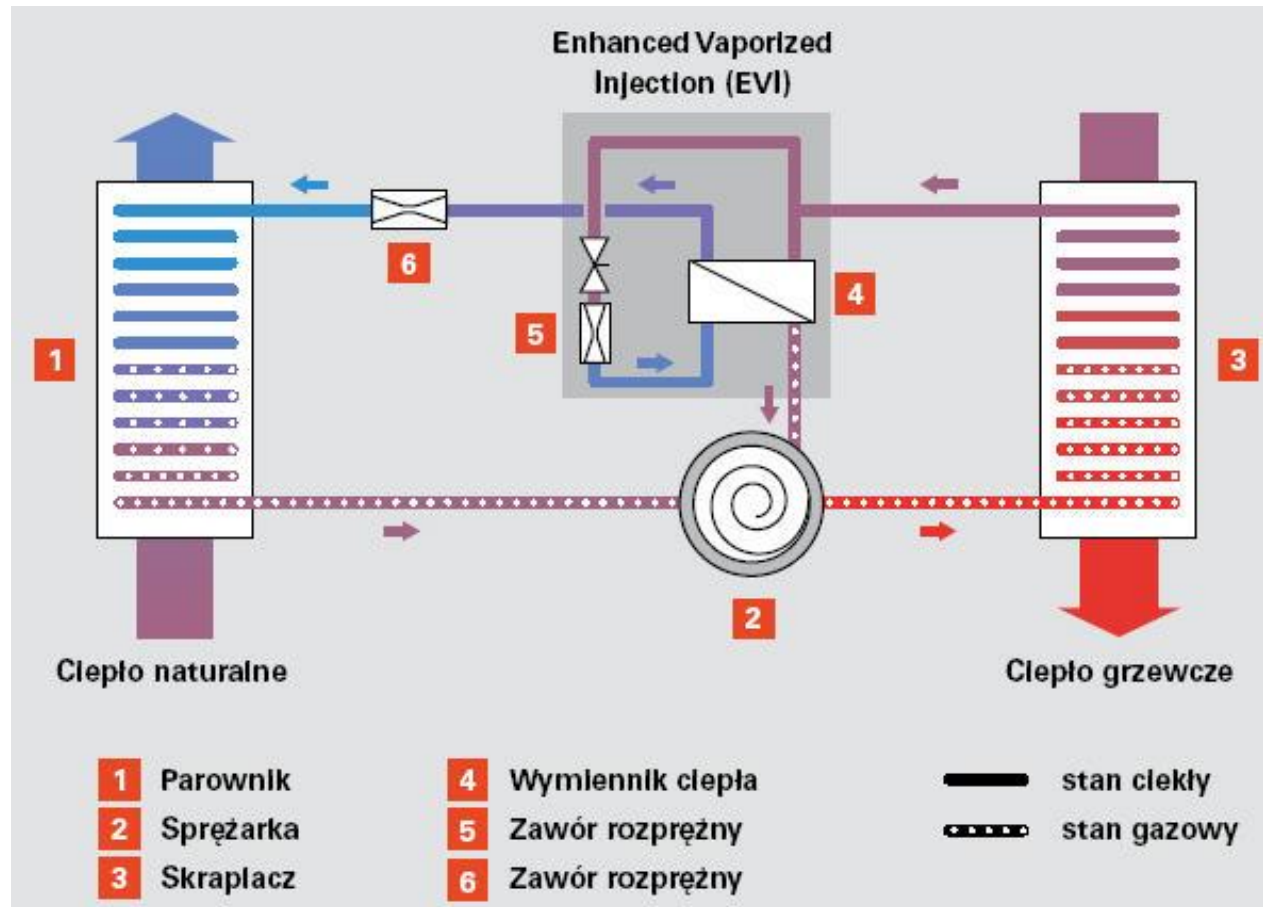 Enhanced Vaporized
Injection (EVI)
6
4
5
1
3
2
Ciepło naturalne
Ciepło grzewcze
1 Parownik
2 Sprężarka
3 Skraplacz
4 Wymiennik ciepła
5 Zawór rozprężny
6 Zawór rozprężny
stan ciekły
stan gazowy